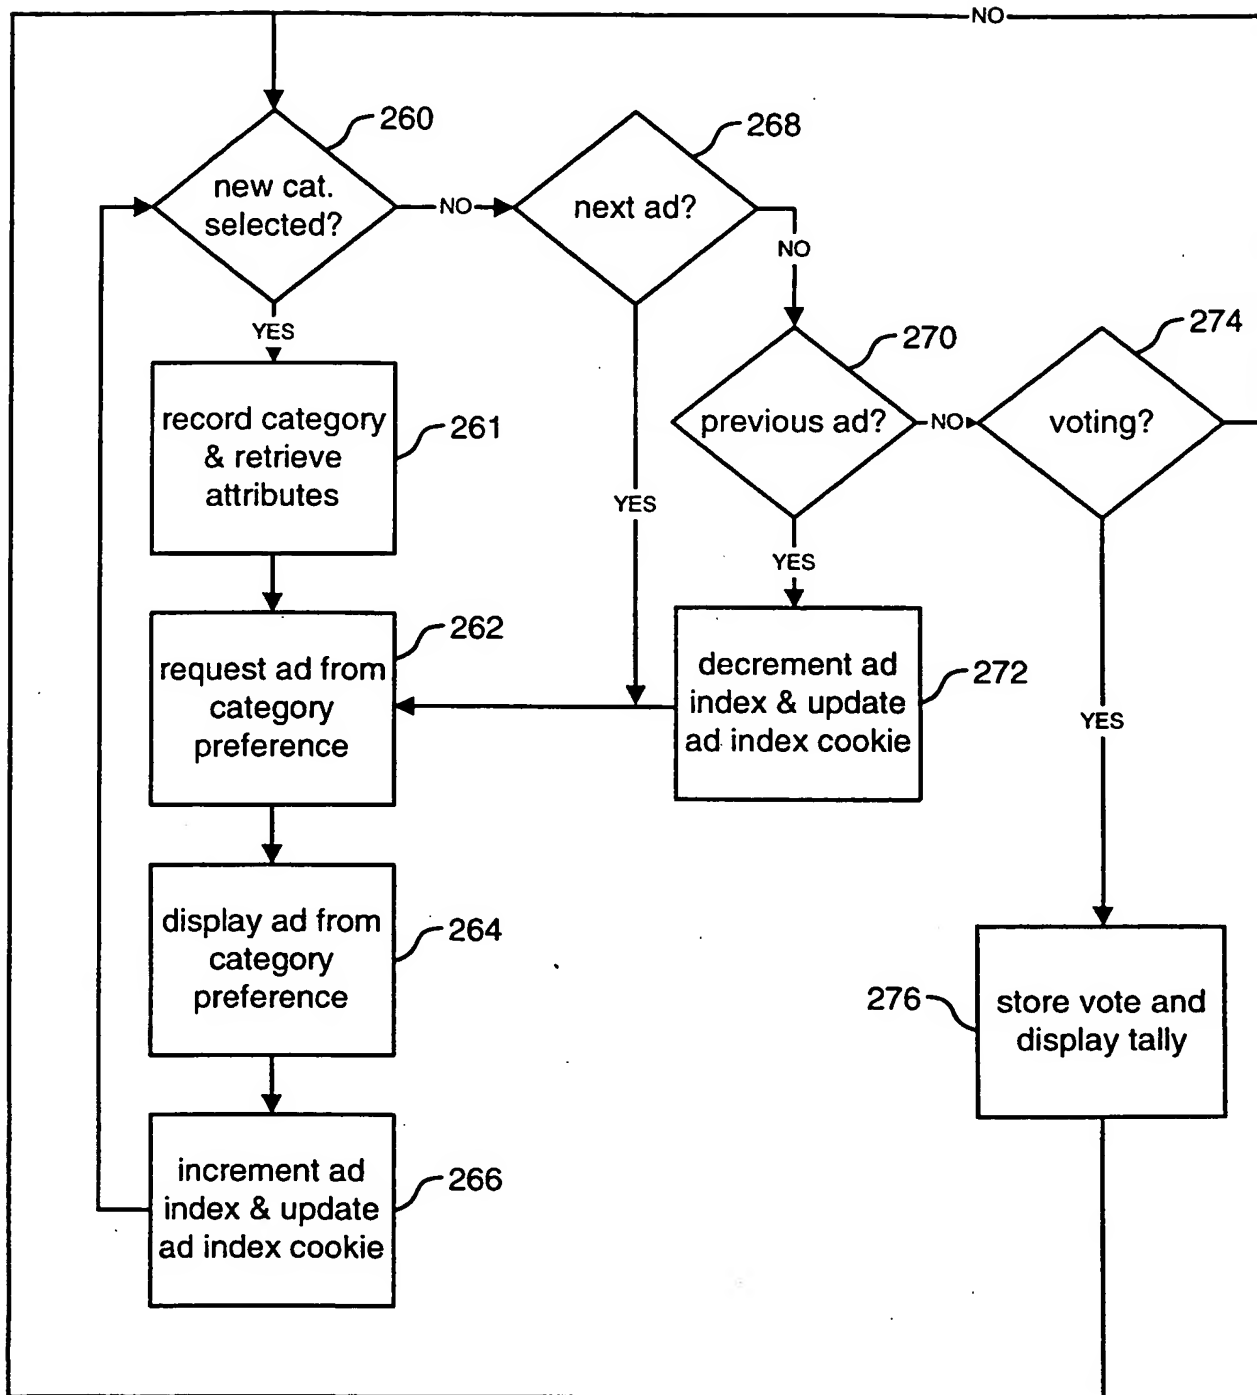 NO
260
new cat.
selected?
NO
268
next ad?
NO
YES
270
previous ad?
NO
274
voting?
record category
& retrieve
attributes
261
YES
YES
262
request ad from
category
preference
decrement ad
index & update
ad index cookie
272
YES
display ad from
category
preference
264
276
store vote and
display tally
increment ad
index & update
ad index cookie
266